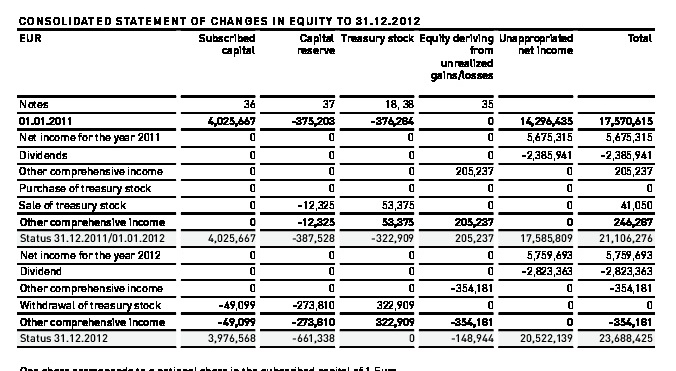 CONSOLIDATED STATEMENT OF CHANGES IN EQUITY TO 31.12.2012
EUR Subscribed capital Capital reserve Treasury stock Equity deriving from unrealized gains/losses Unappropriated net income Total
Notes 36 37 18, 38 35
01.01.2011 4,025,667 -375,203 -376,284 0 14,296,435 17,570,615
Net income for the year 2011 0 0 0 0 5,675,315 5,675,315
Dividends 0 0 0 0 -2,385,941 -2,385,941
Other comprehensive income 0 0 0 205,237 0 205,237
Purchase of treasury stock 0 0 0 0 0 0
Sale of treasury stock 0 -12,325 53,375 0 0 41,050
Other comprehensive income 0 -12,325 53,375 205,237 0 246,287
Status 31.12.2011/01.01.2012 4,025,667 -387,528 -322,909 205,237 17,585,809 21,106,276
Net income for the year 2012 0 0 0 0 5,759,693 5,759,693
Dividend 0 0 0 0 -2,823,363 -2,823,363
Other comprehensive income 0 0 0 -354,181 0 -354,181
Withdrawal of treasury stock -49,099 -273,810 322,909 0 0 0
Other comprehensive income -49,099 -273,810 322,909 -354,181 0 -354,181
Status 31.12.2012 3,976,568 -661,338 0 -148,944 20,522,139 23,688,425